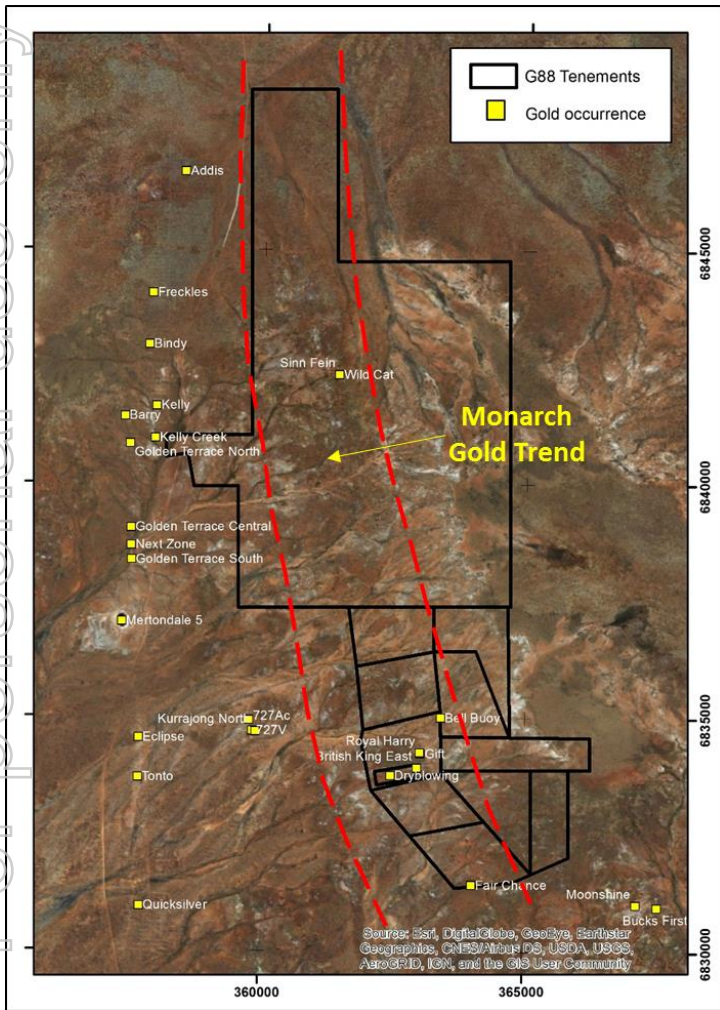 G88 Tenements
Gold occurrence
Addis
6845000
Freckles
Bindy
Sinn Fein
Wild Cat
Kelly
Barry
Monarch
Gold Trend
Kelly Creek
Golden Terrace North
6840000
Golden Terrace Central
Next Zone
Golden Terrace South
Mertondale 5
Kurrajong North
727Ac
Bell Buoy
6835000
727V
Eclipse
Royal Harry
Gift
British King East
Tonto
Dryblowing
Fair Chance
Moonshine
Quicksilver
Bucks First
Source: Esri, DigitalGlobe, GeoEye, Earthstar
Geographics, CNES/Airbus DS, USDA, USGS,
AeroGRID, IGN, and the GIS User Community
6830000
360000
365000